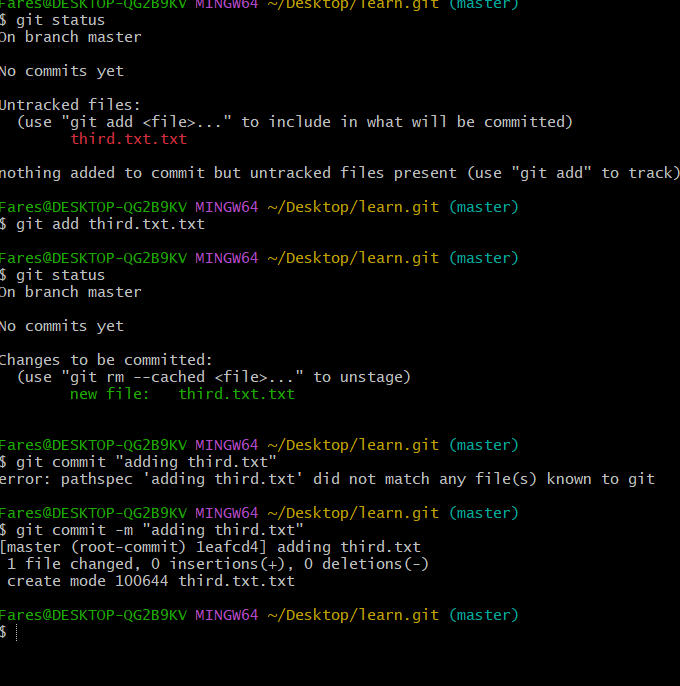 Fares@DESKTOP-QG2B9KV MINGW64 ~/Desktop/learn.git (master)
$ git status
On branch master
No commits yet
Untracked files:
(use "git add <file>..." to include in what will be committed)
third.txt.txt
nothing added to commit but untracked files present (use "git add" to track)
Fares@DESKTOP-QG2B9KV MINGW64 ~/Desktop/learn.git (master)
$ git add third.txt.txt
Fares@DESKTOP-QG2B9KV MINGW64 ~/Desktop/learn.git (master)
$ git status
On branch master
No commits yet
Changes to be committed:
(use "git rm --cached <file>..." to unstage)
new file:   third.txt.txt
Fares@DESKTOP-QG2B9KV MINGW64 ~/Desktop/learn.git (master)
$ git commit "adding third.txt"
error: pathspec 'adding third.txt' did not match any file(s) known to git
Fares@DESKTOP-QG2B9KV MINGW64 ~/Desktop/learn.git (master)
$ git commit -m "adding third.txt"
[master (root-commit) 1eafcd4] adding third.txt
1 file changed, 0 insertions(+), 0 deletions(-)
create mode 100644 third.txt.txt
Fares@DESKTOP-QG2B9KV MINGW64 ~/Desktop/learn.git (master)
$